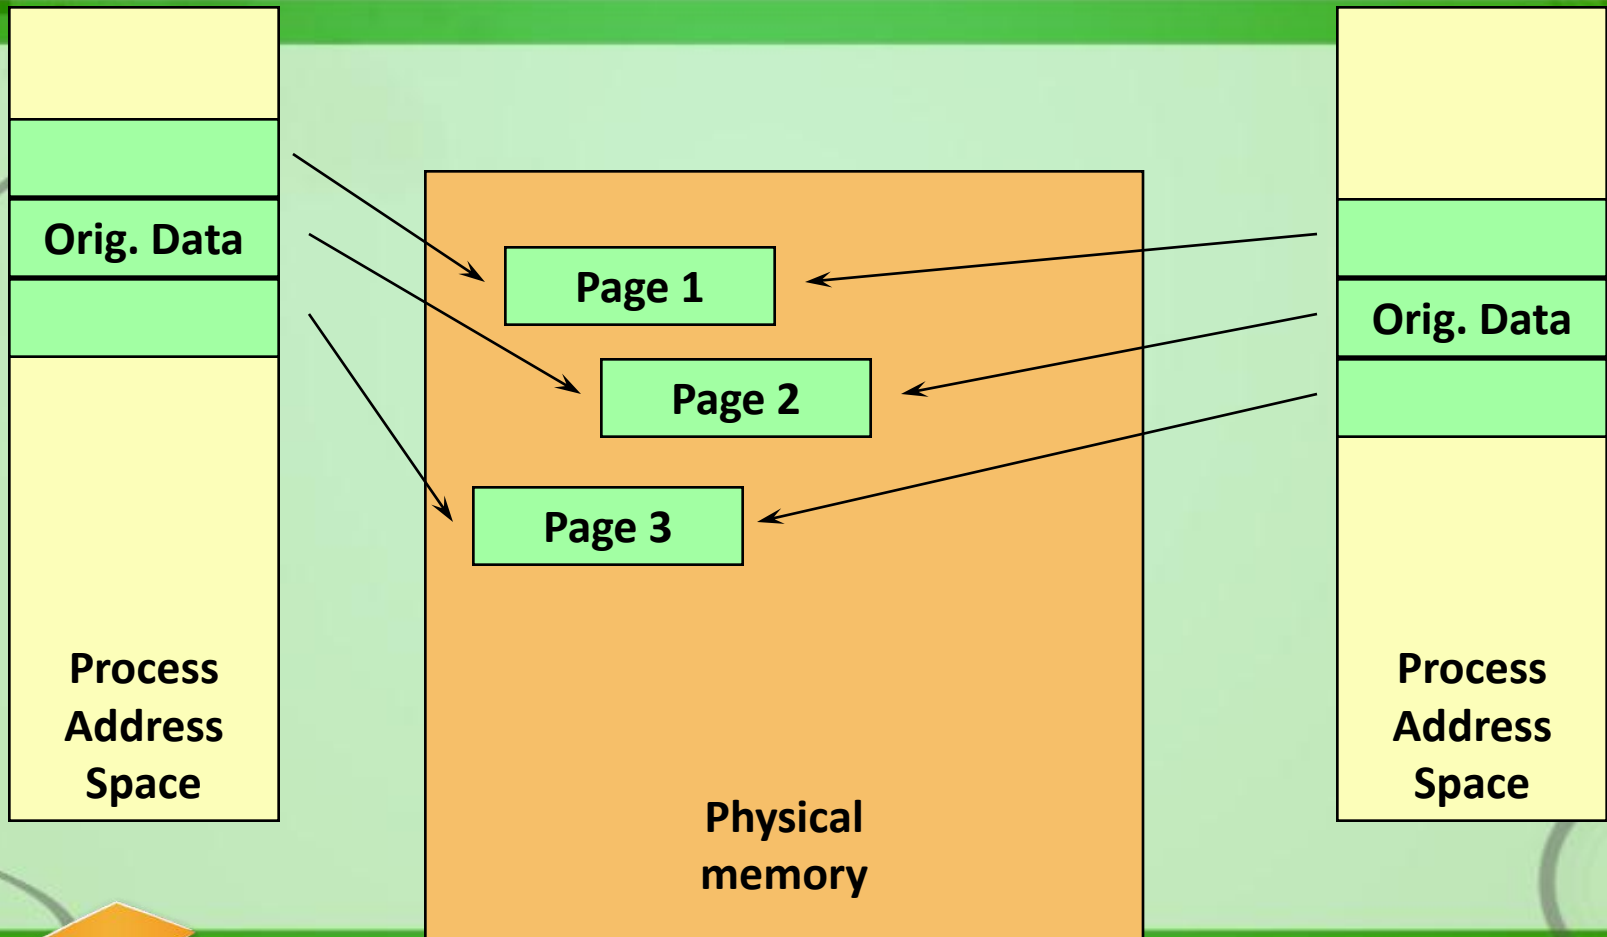 Orig. Data
Process
Address
Space
Page 1
Page 2
Page 3
Physical
memory
Orig. Data
Process
Address
Space